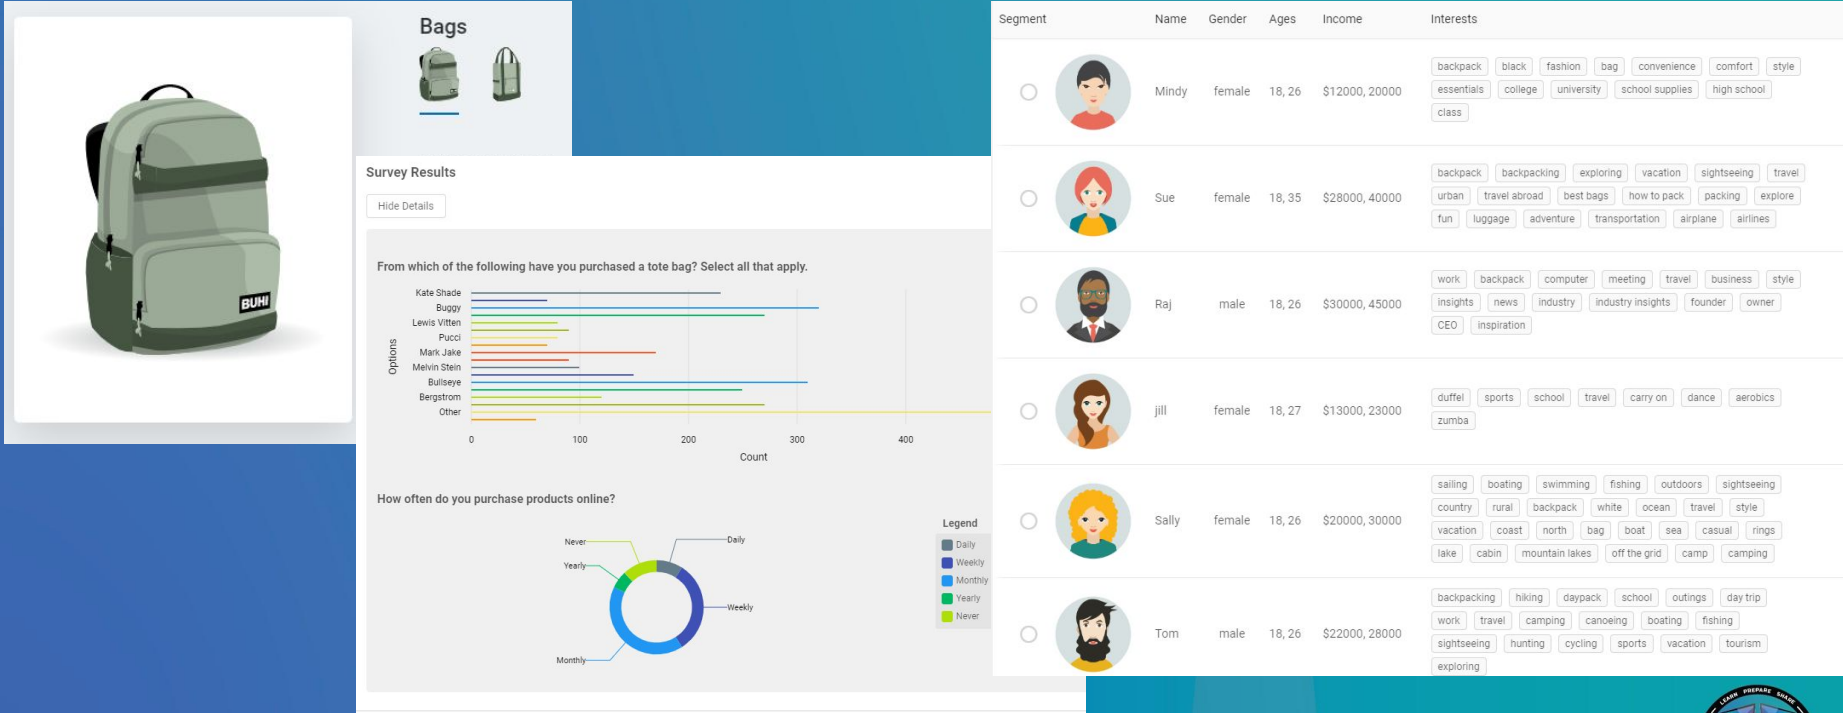 Bags
BUHI
Survey Results
Hide Details
From which of the following have you purchased a tote bag? Select all that apply.
Kate Shade
Buggy
Lewis Vitten
Pucci
Mark Jake
Melvin Stein
Bullseye
Bergstrom
Other
Options
0 100 200 300 400
Count
How often do you purchase products online?
Never
Daily
Yearly
Weekly
Monthly
Legend
Daily
Weekly
Monthly
Yearly
Never
Segment Name Gender Ages Income Interests
Mindy female 18, 26 $12000, 20000
backpack black fashion bag convenience comfort style
essentials college university school supplies high school
class
Sue female 18, 35 $28000, 40000
backpack backpacking exploring vacation sightseeing travel
urban travel abroad best bags how to pack packing explore
fun luggage adventure transportation airplane airlines
Raj male 18, 26 $30000, 45000
work backpack computer meeting travel business style
insights news industry industry insights founder owner
CEO inspiration
jill female 18, 27 $13000, 23000
duffel sports school travel carry on dance aerobics
zumba
Sally female 18, 26 $20000, 30000
sailing boating swimming fishing outdoors sightseeing
country rural backpack white ocean travel style
vacation coast north bag boat sea casual rings
lake cabin mountain lakes off the grid camp camping
Tom male 18, 26 $22000, 28000
backpacking hiking daypack school outings day trip
work travel camping canoeing boating fishing
sightseeing hunting cycling sports vacation tourism
exploring
LEARN PREPARE SHARE